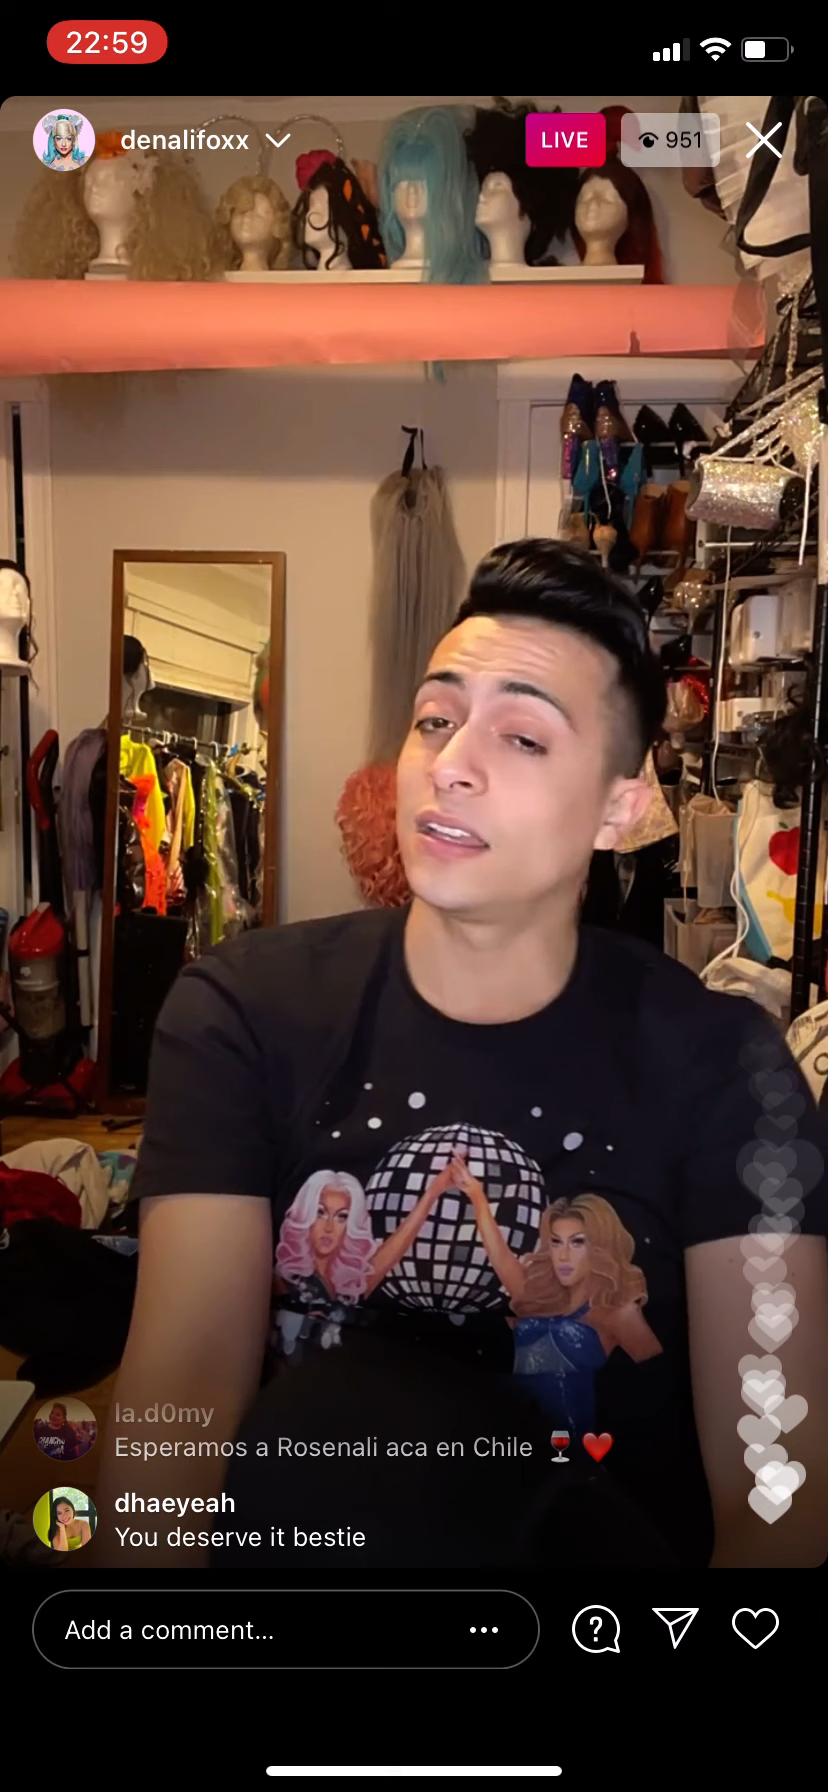 22:59
denalifoxx
LIVE
951
la.d0my
Esperamos a Rosenali aca en Chile 🍷❤️
dhaeyeah
You deserve it bestie
Add a comment...